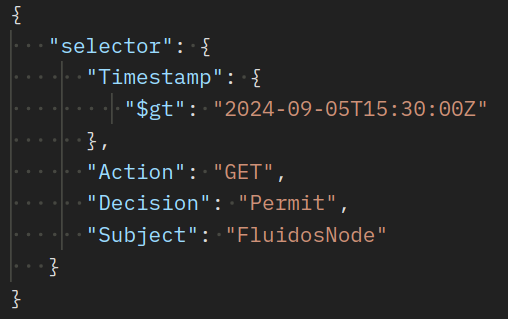 {
"selector": {
"Timestamp": {
"$gt": "2024-09-05T15:30:00Z"
},
"Action": "GET",
"Decision": "Permit",
"Subject": "FluidosNode"
}
}